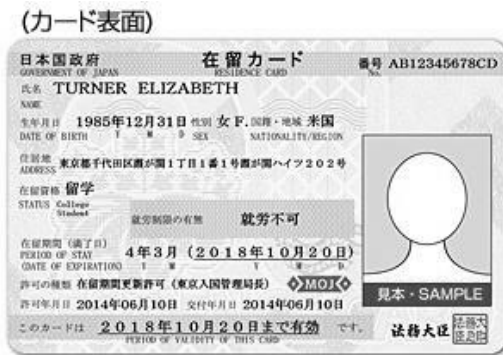 (カード表面)
日本国政府 在留カード 番号 AB12345678CD
GOVERNMENT OF JAPAN RESIDENCE CARD No.
氏名 TURNER ELIZABETH
NAME
生年月日 1985年12月31日 性別 女 F. 国籍・地域 米国
DATE OF BIRTH Y M D SEX NATIONALITY/REGION
住居地 東京都千代田区霞が関1丁目1番1号霞が関ハイツ202号
ADDRESS
在留資格 留学
STATUS College
Student
就労制限の有無 就労不可
在留期間(満了日) 4年3月(2018年10月20日)
PERIOD OF STAY
(DATE OF EXPIRATION) Y M Y M D
許可の種類 在留期間更新許可(東京入国管理局長) MOJ
許可年月日 2014年06月10日 交付年月日 2014年06月10日
見本・SAMPLE
このカードは 2018年10月20日まで有効 です。
PERIOD OF VALIDITY OF THIS CARD
法務大臣